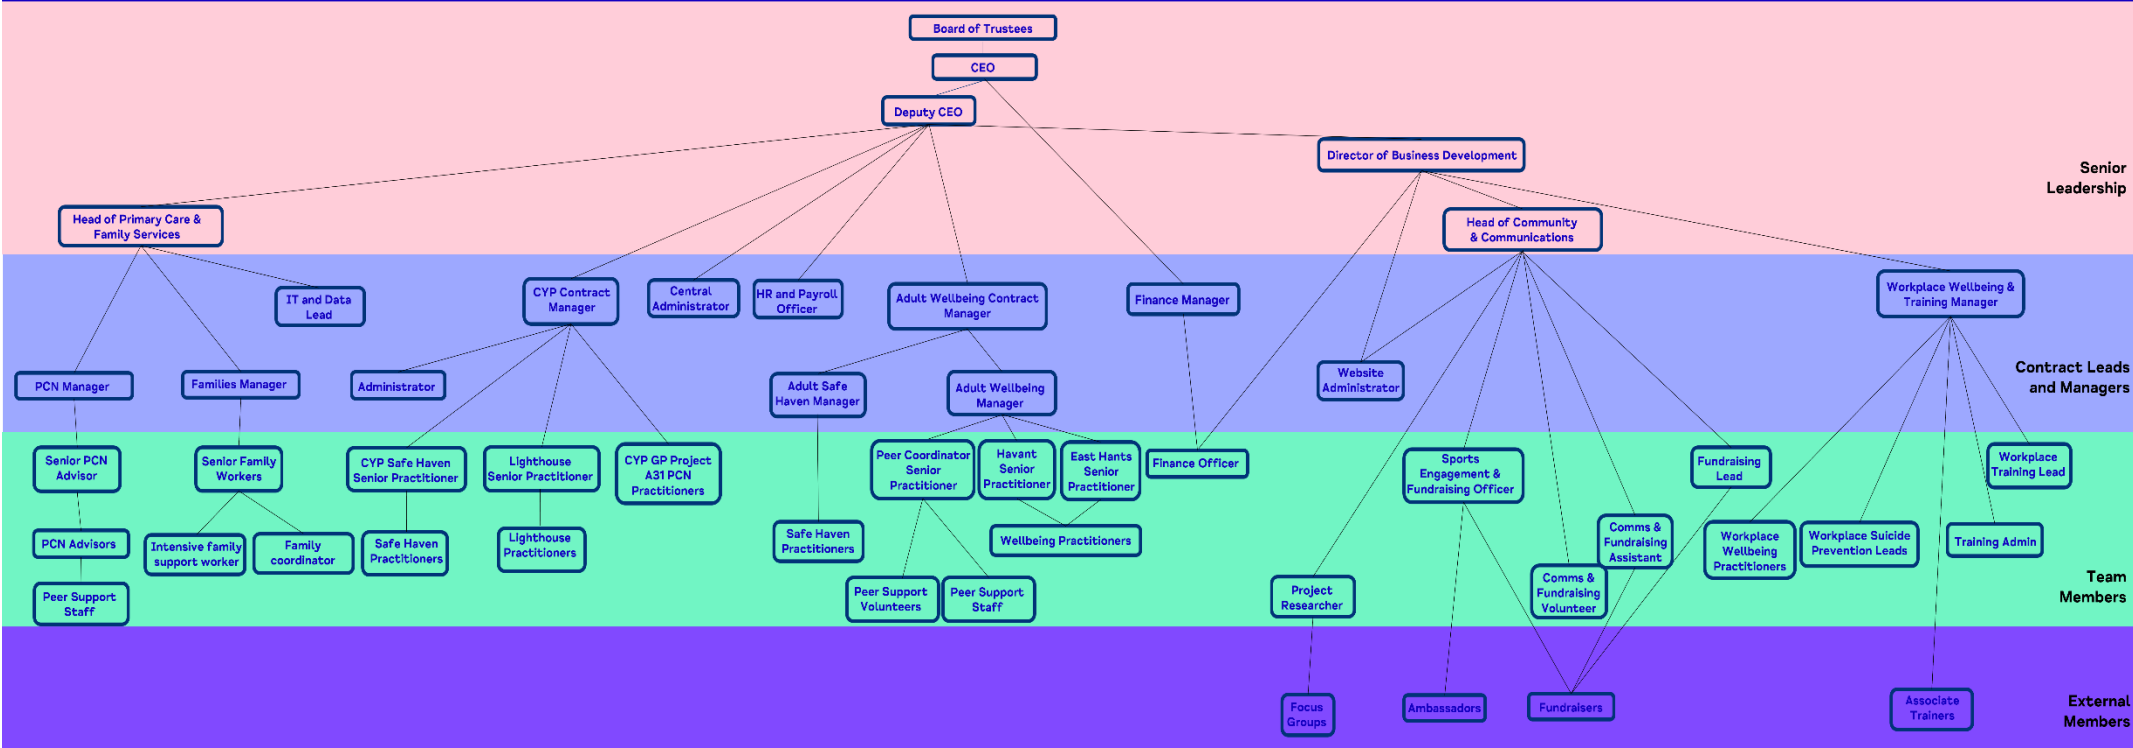 Board of Trustees
CEO
Deputy CEO
Director of Business Development
Senior
Leadership
Head of Primary Care &
Family Services
Head of Community
& Communications
IT and Data
Lead
CYP Contract
Manager
Central
Administrator
HR and Payroll
Officer
Adult Wellbeing Contract
Manager
Finance Manager
Workplace Wellbeing &
Training Manager
PCN Manager
Families Manager
Administrator
Adult Safe
Haven Manager
Adult Wellbeing
Manager
Website
Administrator
Contract Leads
and Managers
Senior PCN
Advisor
Senior Family
Workers
CYP Safe Haven
Senior Practitioner
Lighthouse
Senior Practitioner
CYP GP Project
A31 PCN
Practitioners
Peer Coordinator
Senior
Practitioner
Havant
Senior
Practitioner
East Hants
Senior
Practitioner
Finance Officer
Sports
Engagement &
Fundraising Officer
Fundraising
Lead
Workplace
Training Lead
PCN Advisors
Intensive family
support worker
Family
coordinator
Safe Haven
Practitioners
Lighthouse
Practitioners
Safe Haven
Practitioners
Wellbeing Practitioners
Comms &
Fundraising
Assistant
Workplace
Wellbeing
Practitioners
Workplace Suicide
Prevention Leads
Training Admin
Peer Support
Staff
Peer Support
Volunteers
Peer Support
Staff
Project
Researcher
Comms &
Fundraising
Volunteer
Team
Members
Focus
Groups
Ambassadors
Fundraisers
Associate
Trainers
External
Members